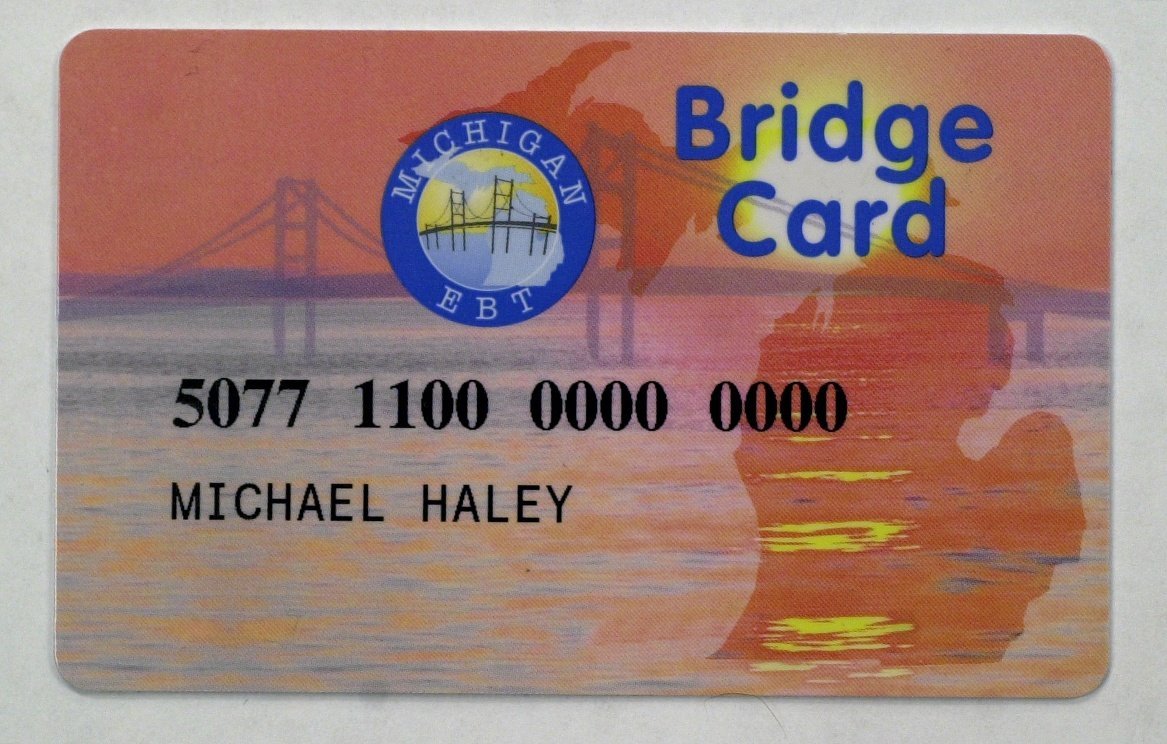 MICHIGAN
EBT
Bridge
Card
5077 1100 0000 0000
MICHAEL HALEY